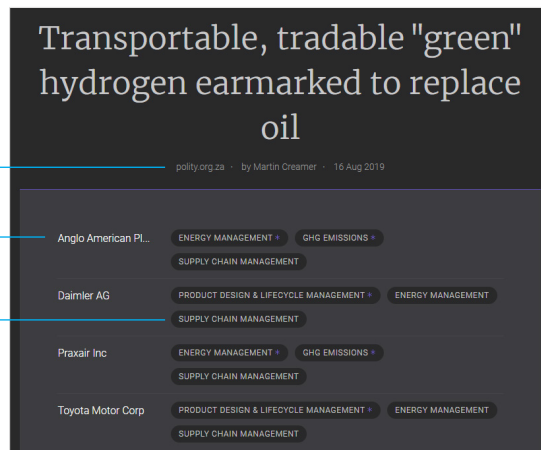 Transportable, tradable "green"
hydrogen earmarked to replace
oil
polity.org.za · by Martin Creamer · 16 Aug 2019
Anglo American Pl... ENERGY MANAGEMENT + GHG EMISSIONS +
SUPPLY CHAIN MANAGEMENT
Daimler AG PRODUCT DESIGN & LIFECYCLE MANAGEMENT + ENERGY MANAGEMENT
SUPPLY CHAIN MANAGEMENT
Praxair Inc ENERGY MANAGEMENT + GHG EMISSIONS +
SUPPLY CHAIN MANAGEMENT
Toyota Motor Corp PRODUCT DESIGN & LIFECYCLE MANAGEMENT + ENERGY MANAGEMENT
SUPPLY CHAIN MANAGEMENT